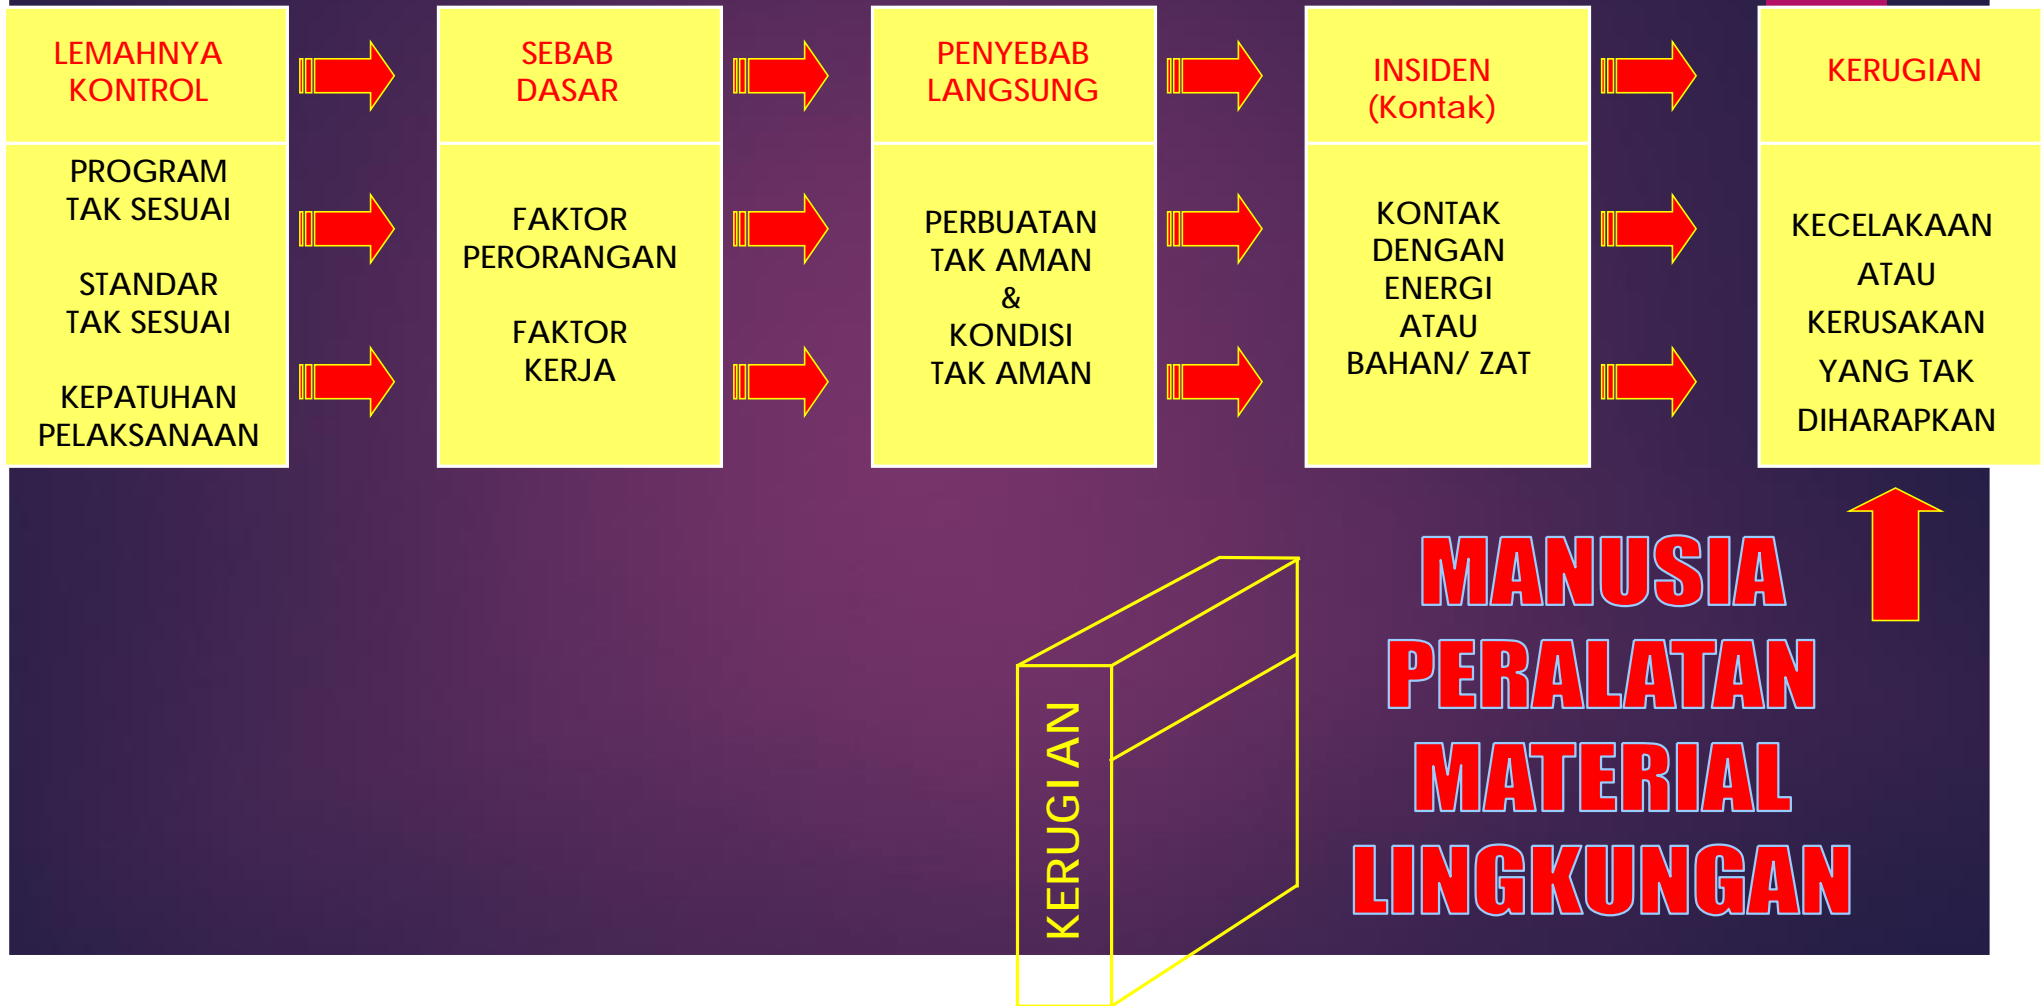 LEMAHNYA
KONTROL
PROGRAM
TAK SESUAI
STANDAR
TAK SESUAI
KEPATUHAN
PELAKSANAAN
SEBAB
DASAR
FAKTOR
PERORANGAN
FAKTOR
KERJA
PENYEBAB
LANGSUNG
PERBUATAN
TAK AMAN
&
KONDISI
TAK AMAN
INSIDEN
(Kontak)
KONTAK
DENGAN
ENERGI
ATAU
BAHAN/ ZAT
KERUGIAN
KECELAKAAN
ATAU
KERUSAKAN
YANG TAK
DIHARAPKAN
KERUGIAN
MANUSIA
PERALATAN
MATERIAL
LINGKUNGAN